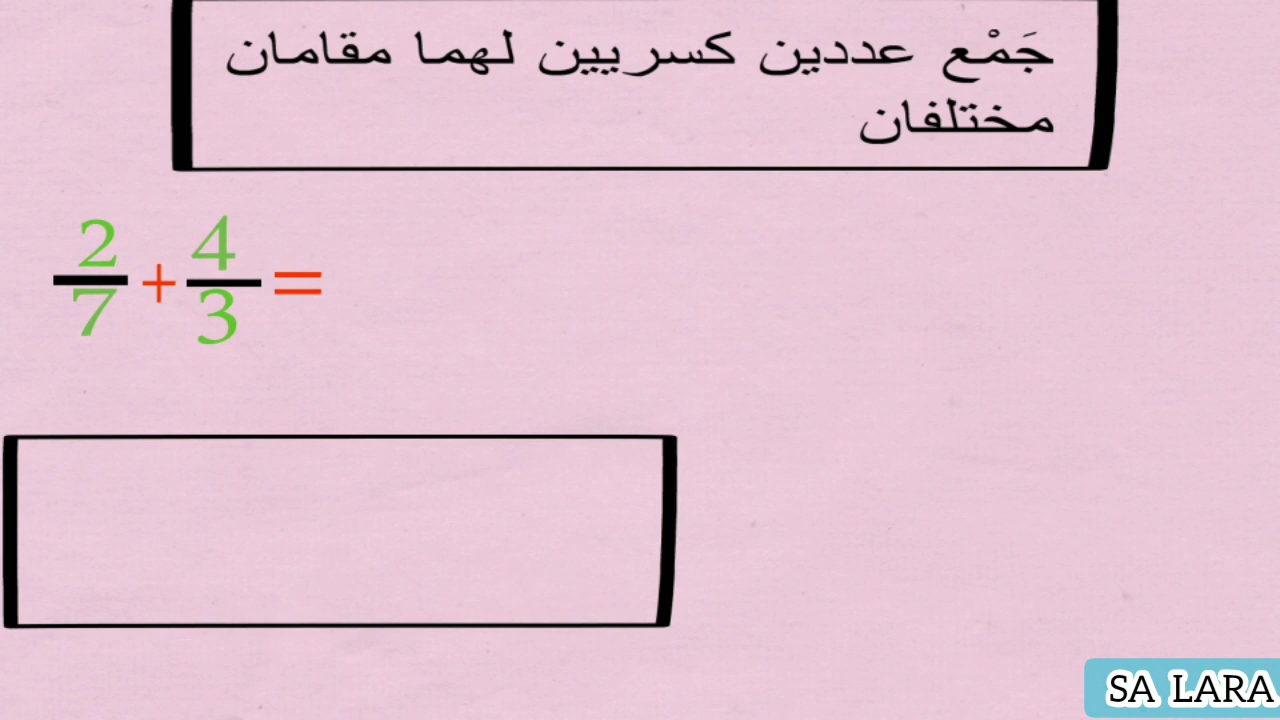 جَمْع عددين كسريين لهما مقامان
مختلفان
2/7 + 4/3 =
SA LARA